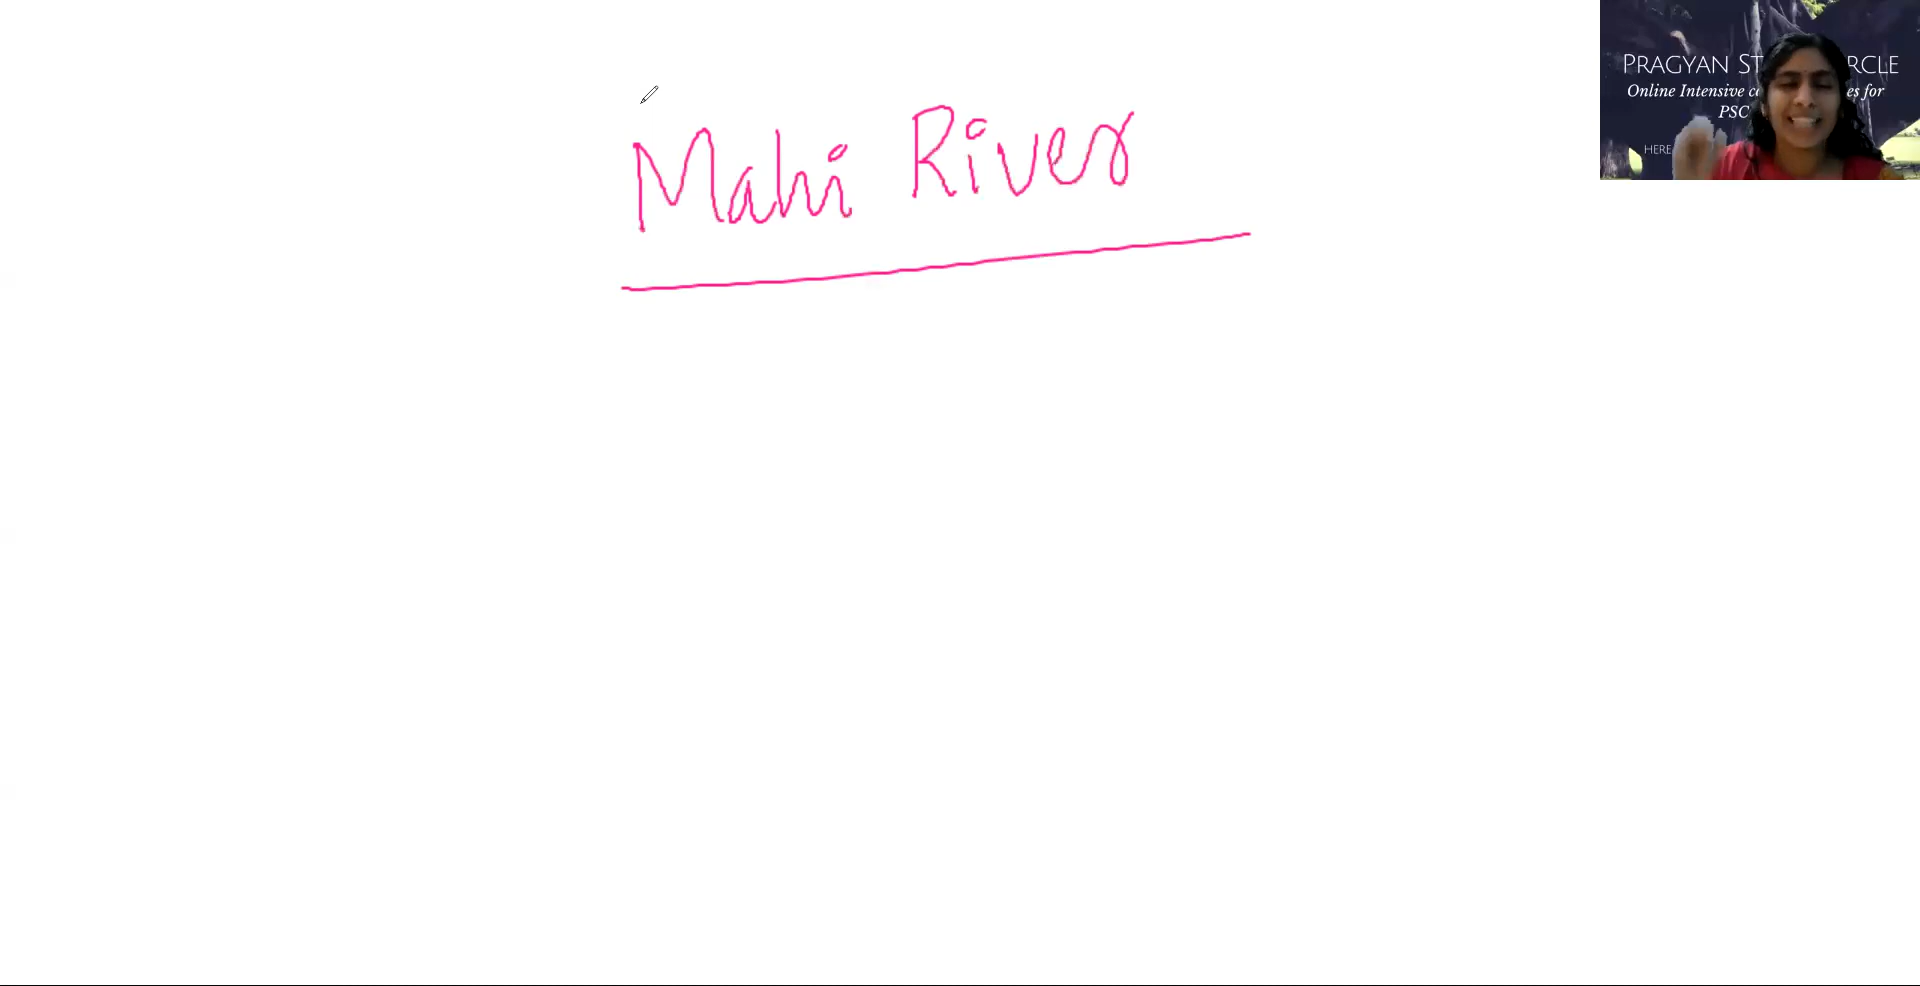 Mahi River
PRAGYAN ST RCLE
Online Intensive es for
PSC
HERE